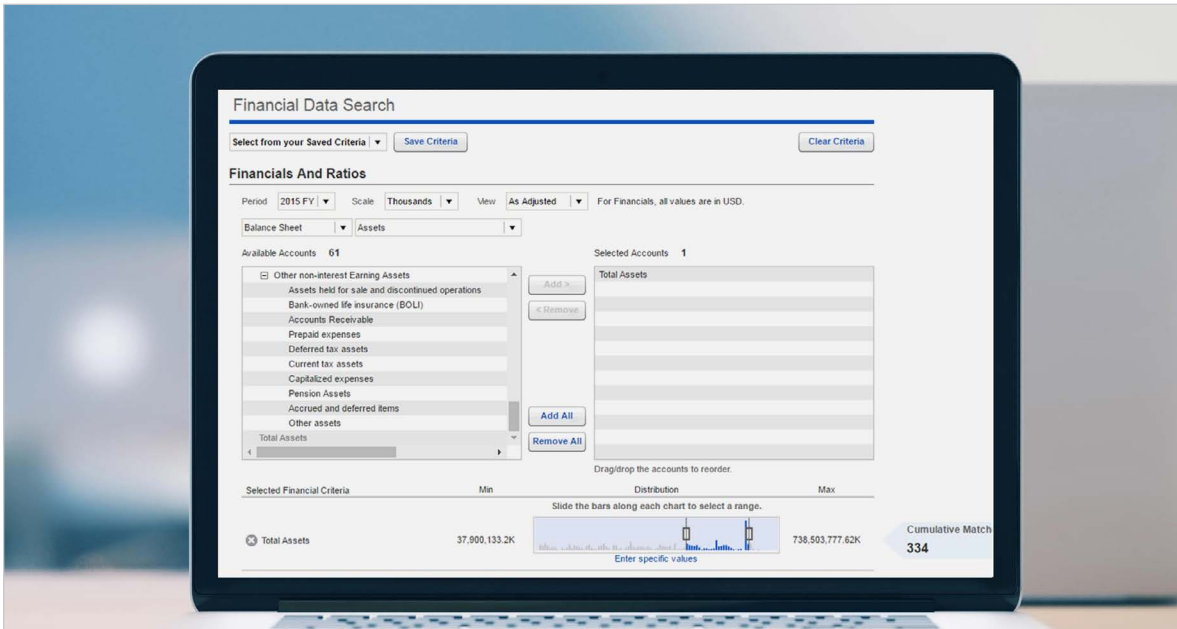 Financial Data Search
Select from your Saved Criteria Save Criteria Clear Criteria
Financials And Ratios
Period 2015 FY Scale Thousands View As Adjusted For Financials, all values are in USD.
Balance Sheet Assets
Available Accounts 61 Selected Accounts 1
Other non-interest Earning Assets Add > Total Assets
Assets held for sale and discontinued operations
Bank-owned life insurance (BOLI) < Remove
Accounts Receivable
Prepaid expenses
Deferred tax assets
Current tax assets
Capitalized expenses
Pension Assets
Accrued and deferred items Add All
Other assets
Total Assets Remove All
Drag/drop the accounts to reorder.
Selected Financial Criteria Min Distribution Max
Slide the bars along each chart to select a range.
Total Assets 37,900,133.2K 738,503,777.62K Cumulative Match
334
Enter specific values